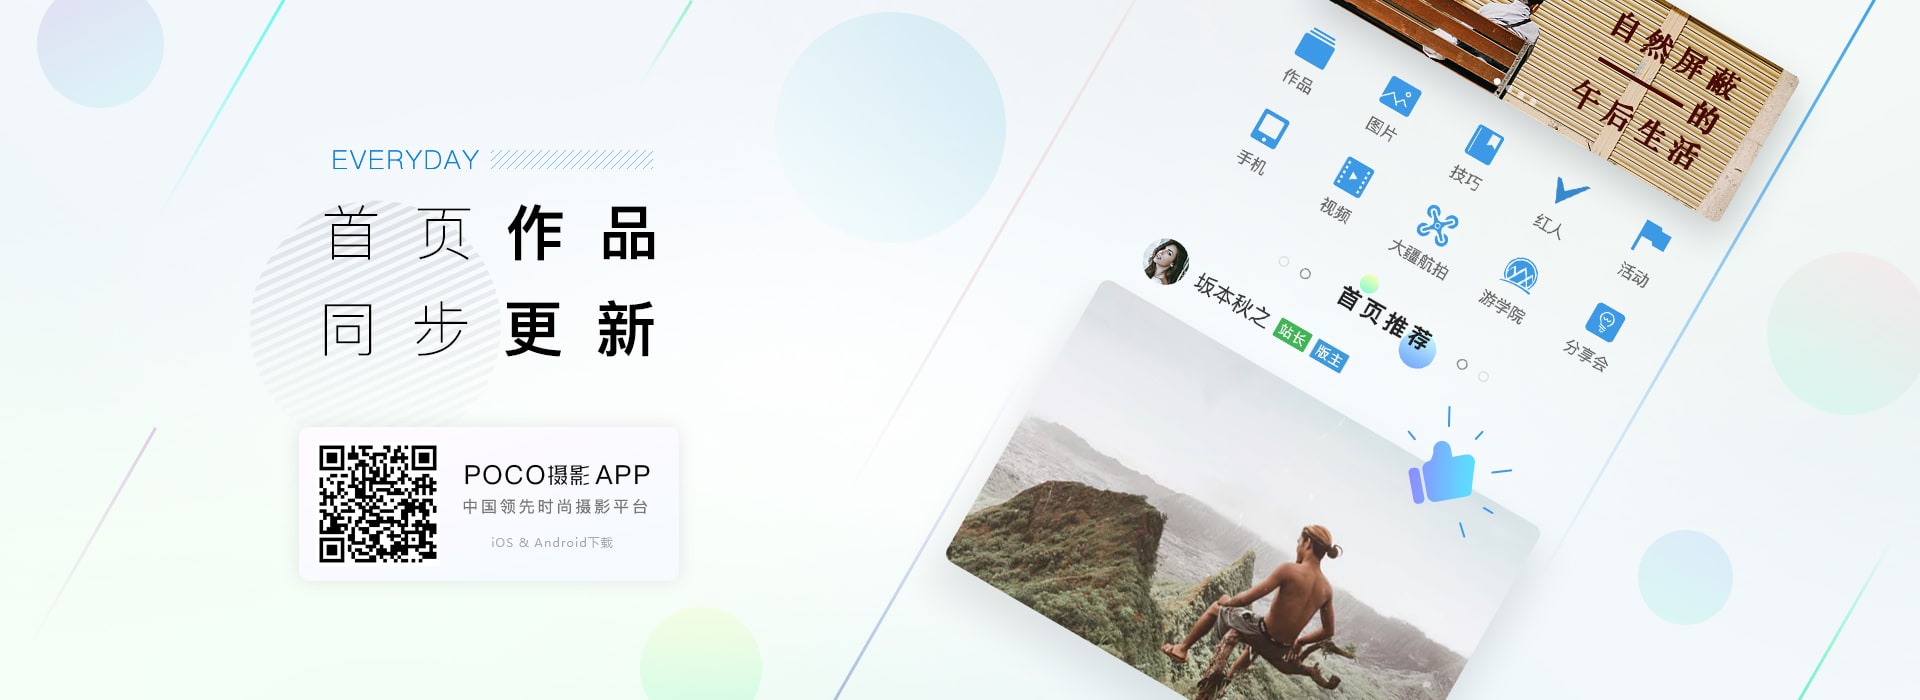 EVERYDAY
首页作品
同步更新
POCO摄影APP
中国领先时尚摄影平台
iOS & Android下载
自然屏蔽的
午后生活
作品
图片
技巧
红人
活动
手机
视频
大疆航拍
游学院
分享会
首页推荐
坂本秋之 站长 版主